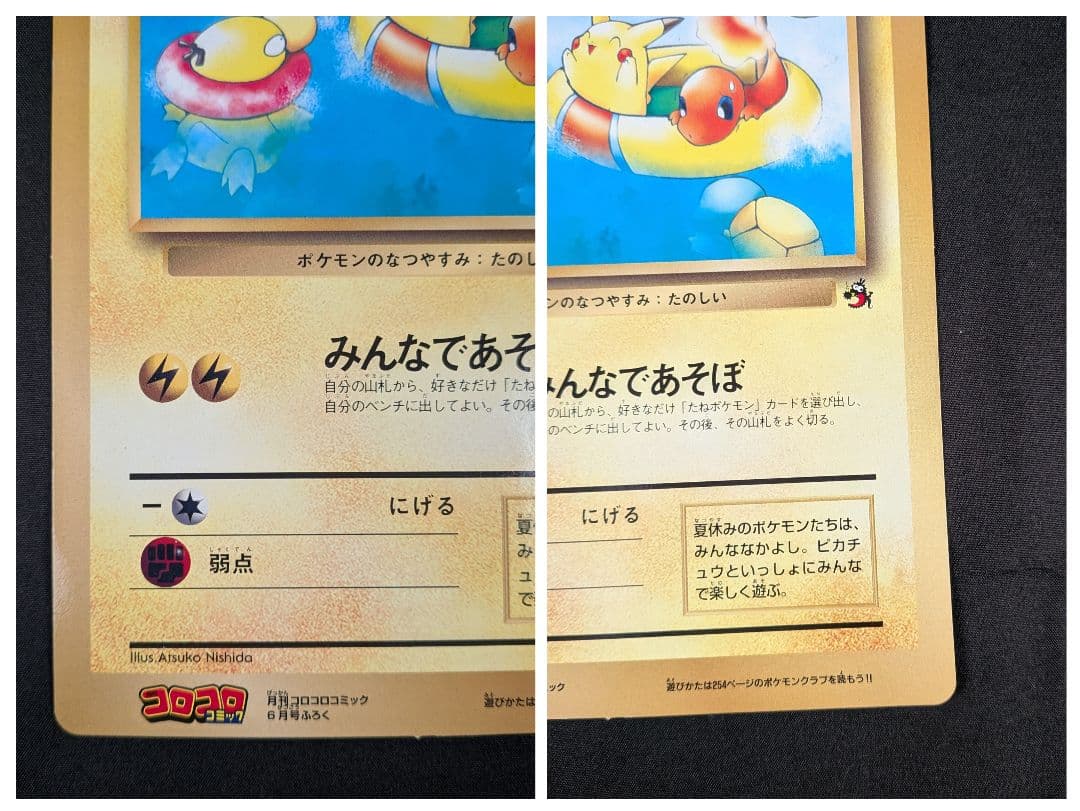 ポケモンのなつやすみ：たのし
みんなであそ
自分の山札から、好きなだけ「たね
自分のベンチに出してよい。その後
にげる
弱点
夏
み
ュ
で
Illus.Atsuko Nishida
コロコロ
コミック
月刊コロコロコミック
6月号ふろく
遊びかたは
ンのなつやすみ：たのしい
んなであそぼ
の山札から、好きなだけ「たねポケモン」カードを選び出し、
のベンチに出してよい。その後、その山札をよく切る。
にげる
夏休みのポケモンたちは、
みんななかよし。ピカチ
ュウといっしょにみんな
で楽しく遊ぶ。
ック
遊びかたは254ページのポケモンクラブを読もう!!